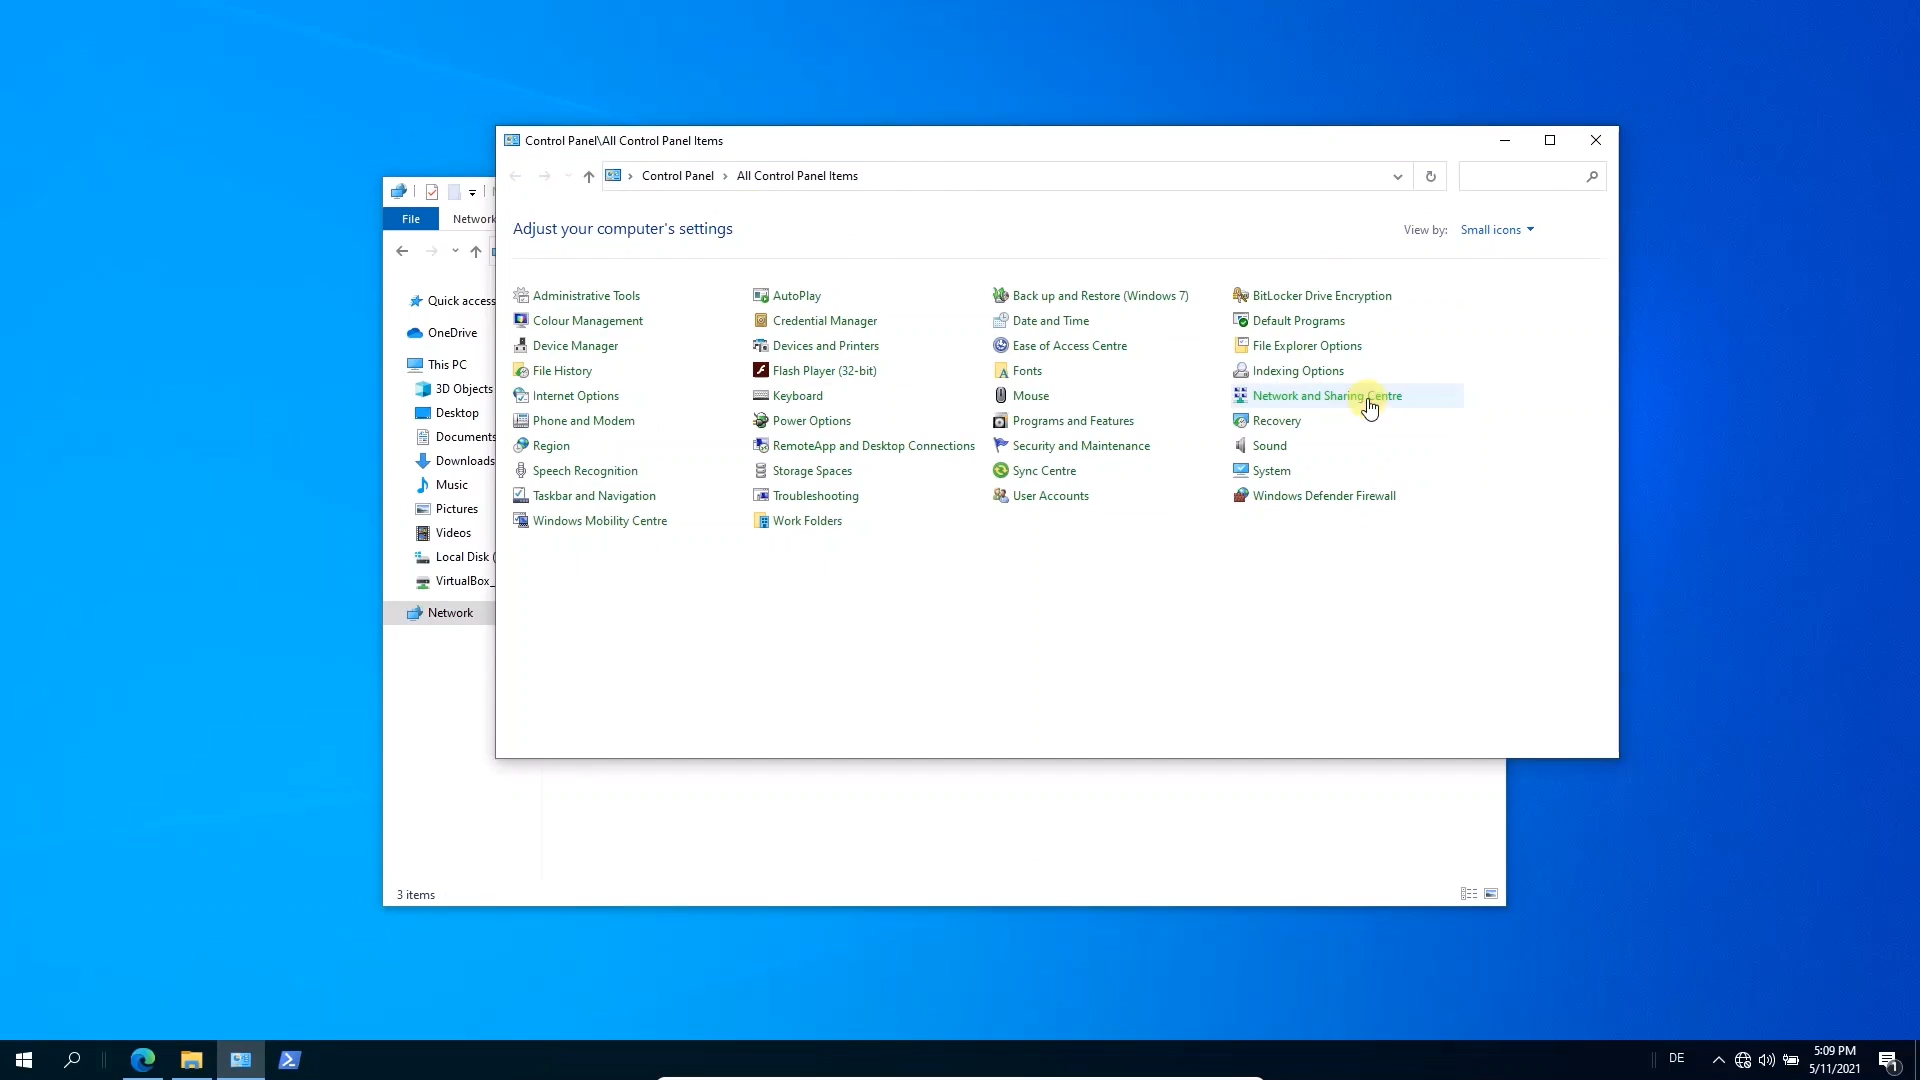 Control Panel\All Control Panel Items
Control Panel
All Control Panel Items
File
Network
Adjust your computer's settings
View by:
Small icons
Administrative Tools
AutoPlay
Back up and Restore (Windows 7)
BitLocker Drive Encryption
Colour Management
Credential Manager
Date and Time
Default Programs
Device Manager
Devices and Printers
Ease of Access Centre
File Explorer Options
File History
Flash Player (32-bit)
Fonts
Indexing Options
Internet Options
Keyboard
Mouse
Network and Sharing Centre
Phone and Modem
Power Options
Programs and Features
Recovery
Region
RemoteApp and Desktop Connections
Security and Maintenance
Sound
Speech Recognition
Storage Spaces
Sync Centre
System
Taskbar and Navigation
Troubleshooting
User Accounts
Windows Defender Firewall
Windows Mobility Centre
Work Folders
Quick access
OneDrive
This PC
3D Objects
Desktop
Documents
Downloads
Music
Pictures
Videos
Local Disk (
VirtualBox_
Network
3 items
DE
5:09 PM
5/11/2021
1